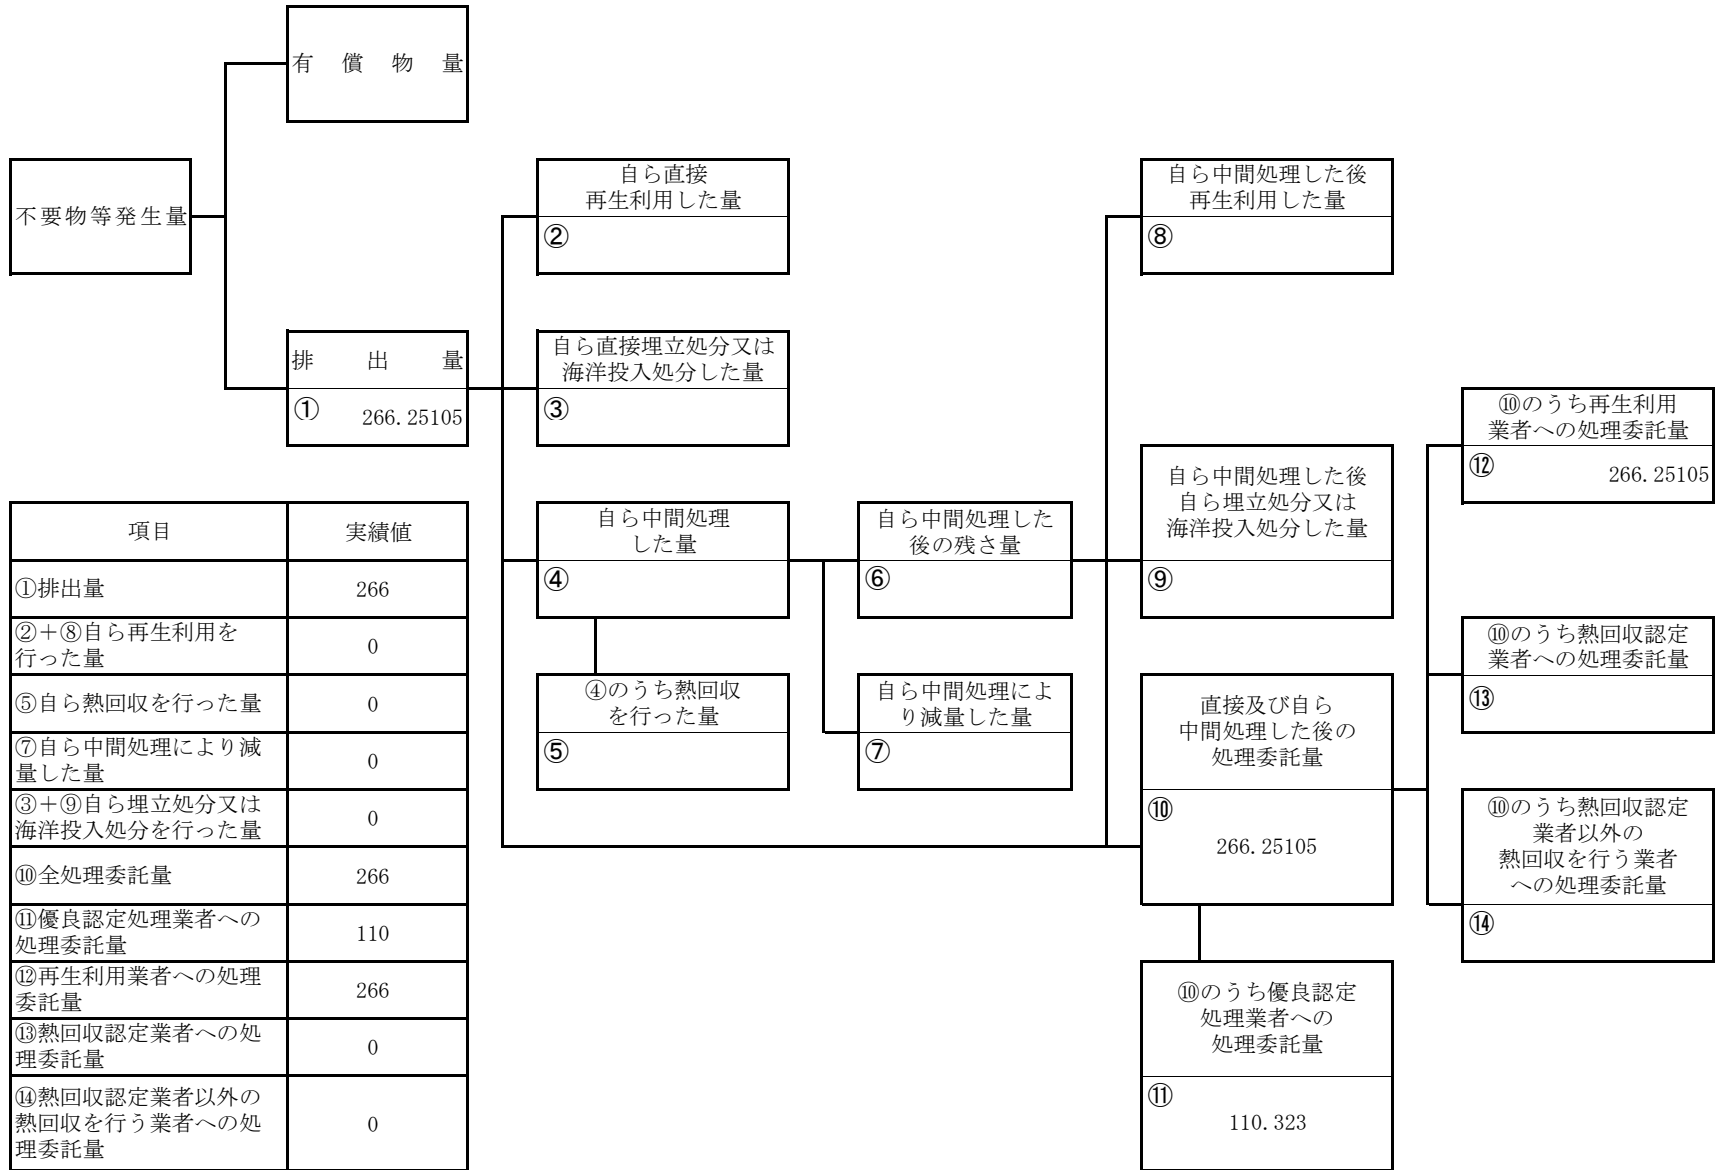 有償物量
不要物等発生量
排出量
① 266.25105
自ら直接
再生利用した量
②
自ら直接埋立処分又は
海洋投入処分した量
③
自ら中間処理
した量
④
④のうち熱回収
を行った量
⑤
自ら中間処理した
後の残さ量
⑥
自ら中間処理によ
り減量した量
⑦
自ら中間処理した後
再生利用した量
⑧
自ら中間処理した後
自ら埋立処分又は
海洋投入処分した量
⑨
直接及び自ら
中間処理した後の
処理委託量
⑩
266.25105
⑩のうち優良認定
処理業者への
処理委託量
⑪
110.323
⑩のうち再生利用
業者への処理委託量
⑫ 266.25105
⑩のうち熱回収認定
業者への処理委託量
⑬
⑩のうち熱回収認定
業者以外の
熱回収を行う業者
への処理委託量
⑭
項目 実績値
①排出量 266
②+⑧自ら再生利用を
行った量 0
⑤自ら熱回収を行った量 0
⑦自ら中間処理により減
量した量 0
③+⑨自ら埋立処分又は
海洋投入処分を行った量 0
⑩全処理委託量 266
⑪優良認定処理業者への
処理委託量 110
⑫再生利用業者への処理
委託量 266
⑬熱回収認定業者への処
理委託量 0
⑭熱回収認定業者以外の
熱回収を行う業者への処 0
理委託量